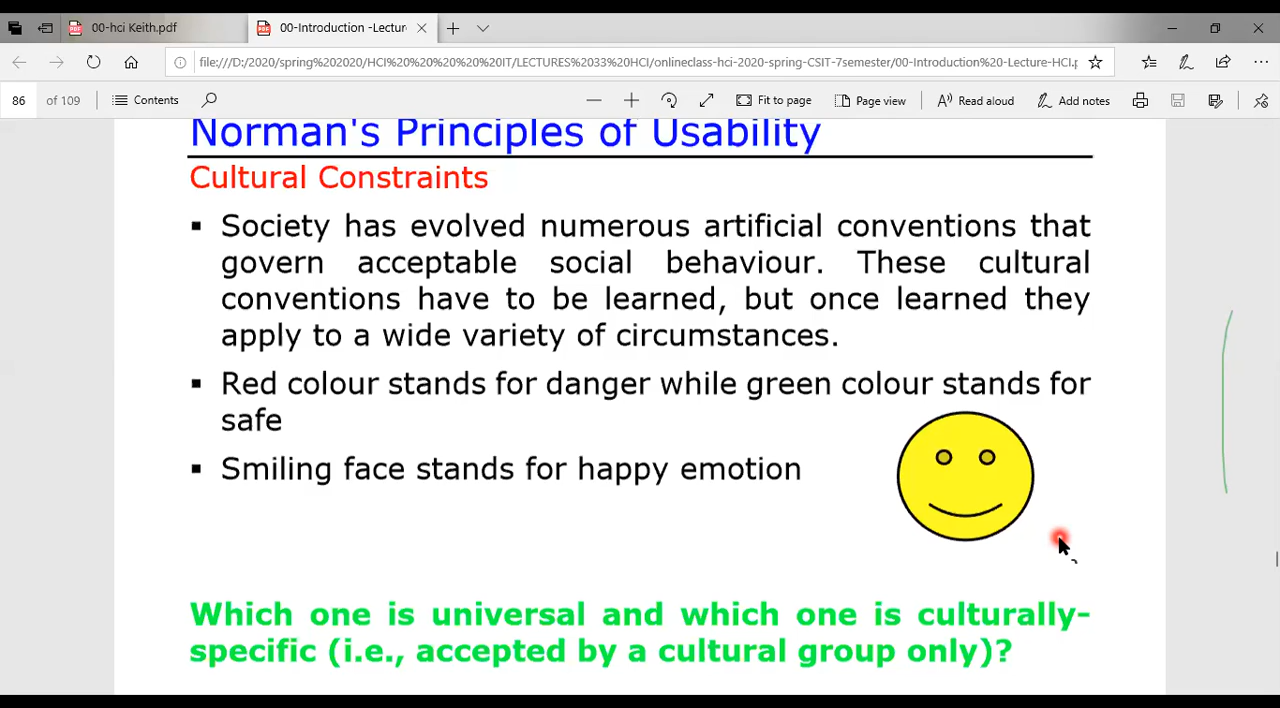 00-hci Keith.pdf
00-Introduction -Lectur
file:///D:/2020/spring%202020/HCI%20%20%20%20%20IT/LECTURES%2033%20HCI/onlineclass-hci-2020-spring-CSIT-7semester/00-Introduction%20-Lecture-HCI.p
86 of 109 Contents Fit to page Page view Read aloud Add notes
Norman's Principles of Usability
Cultural Constraints
▪ Society has evolved numerous artificial conventions that
govern acceptable social behaviour. These cultural
conventions have to be learned, but once learned they
apply to a wide variety of circumstances.
▪ Red colour stands for danger while green colour stands for
safe
▪ Smiling face stands for happy emotion
Which one is universal and which one is culturally-
specific (i.e., accepted by a cultural group only)?